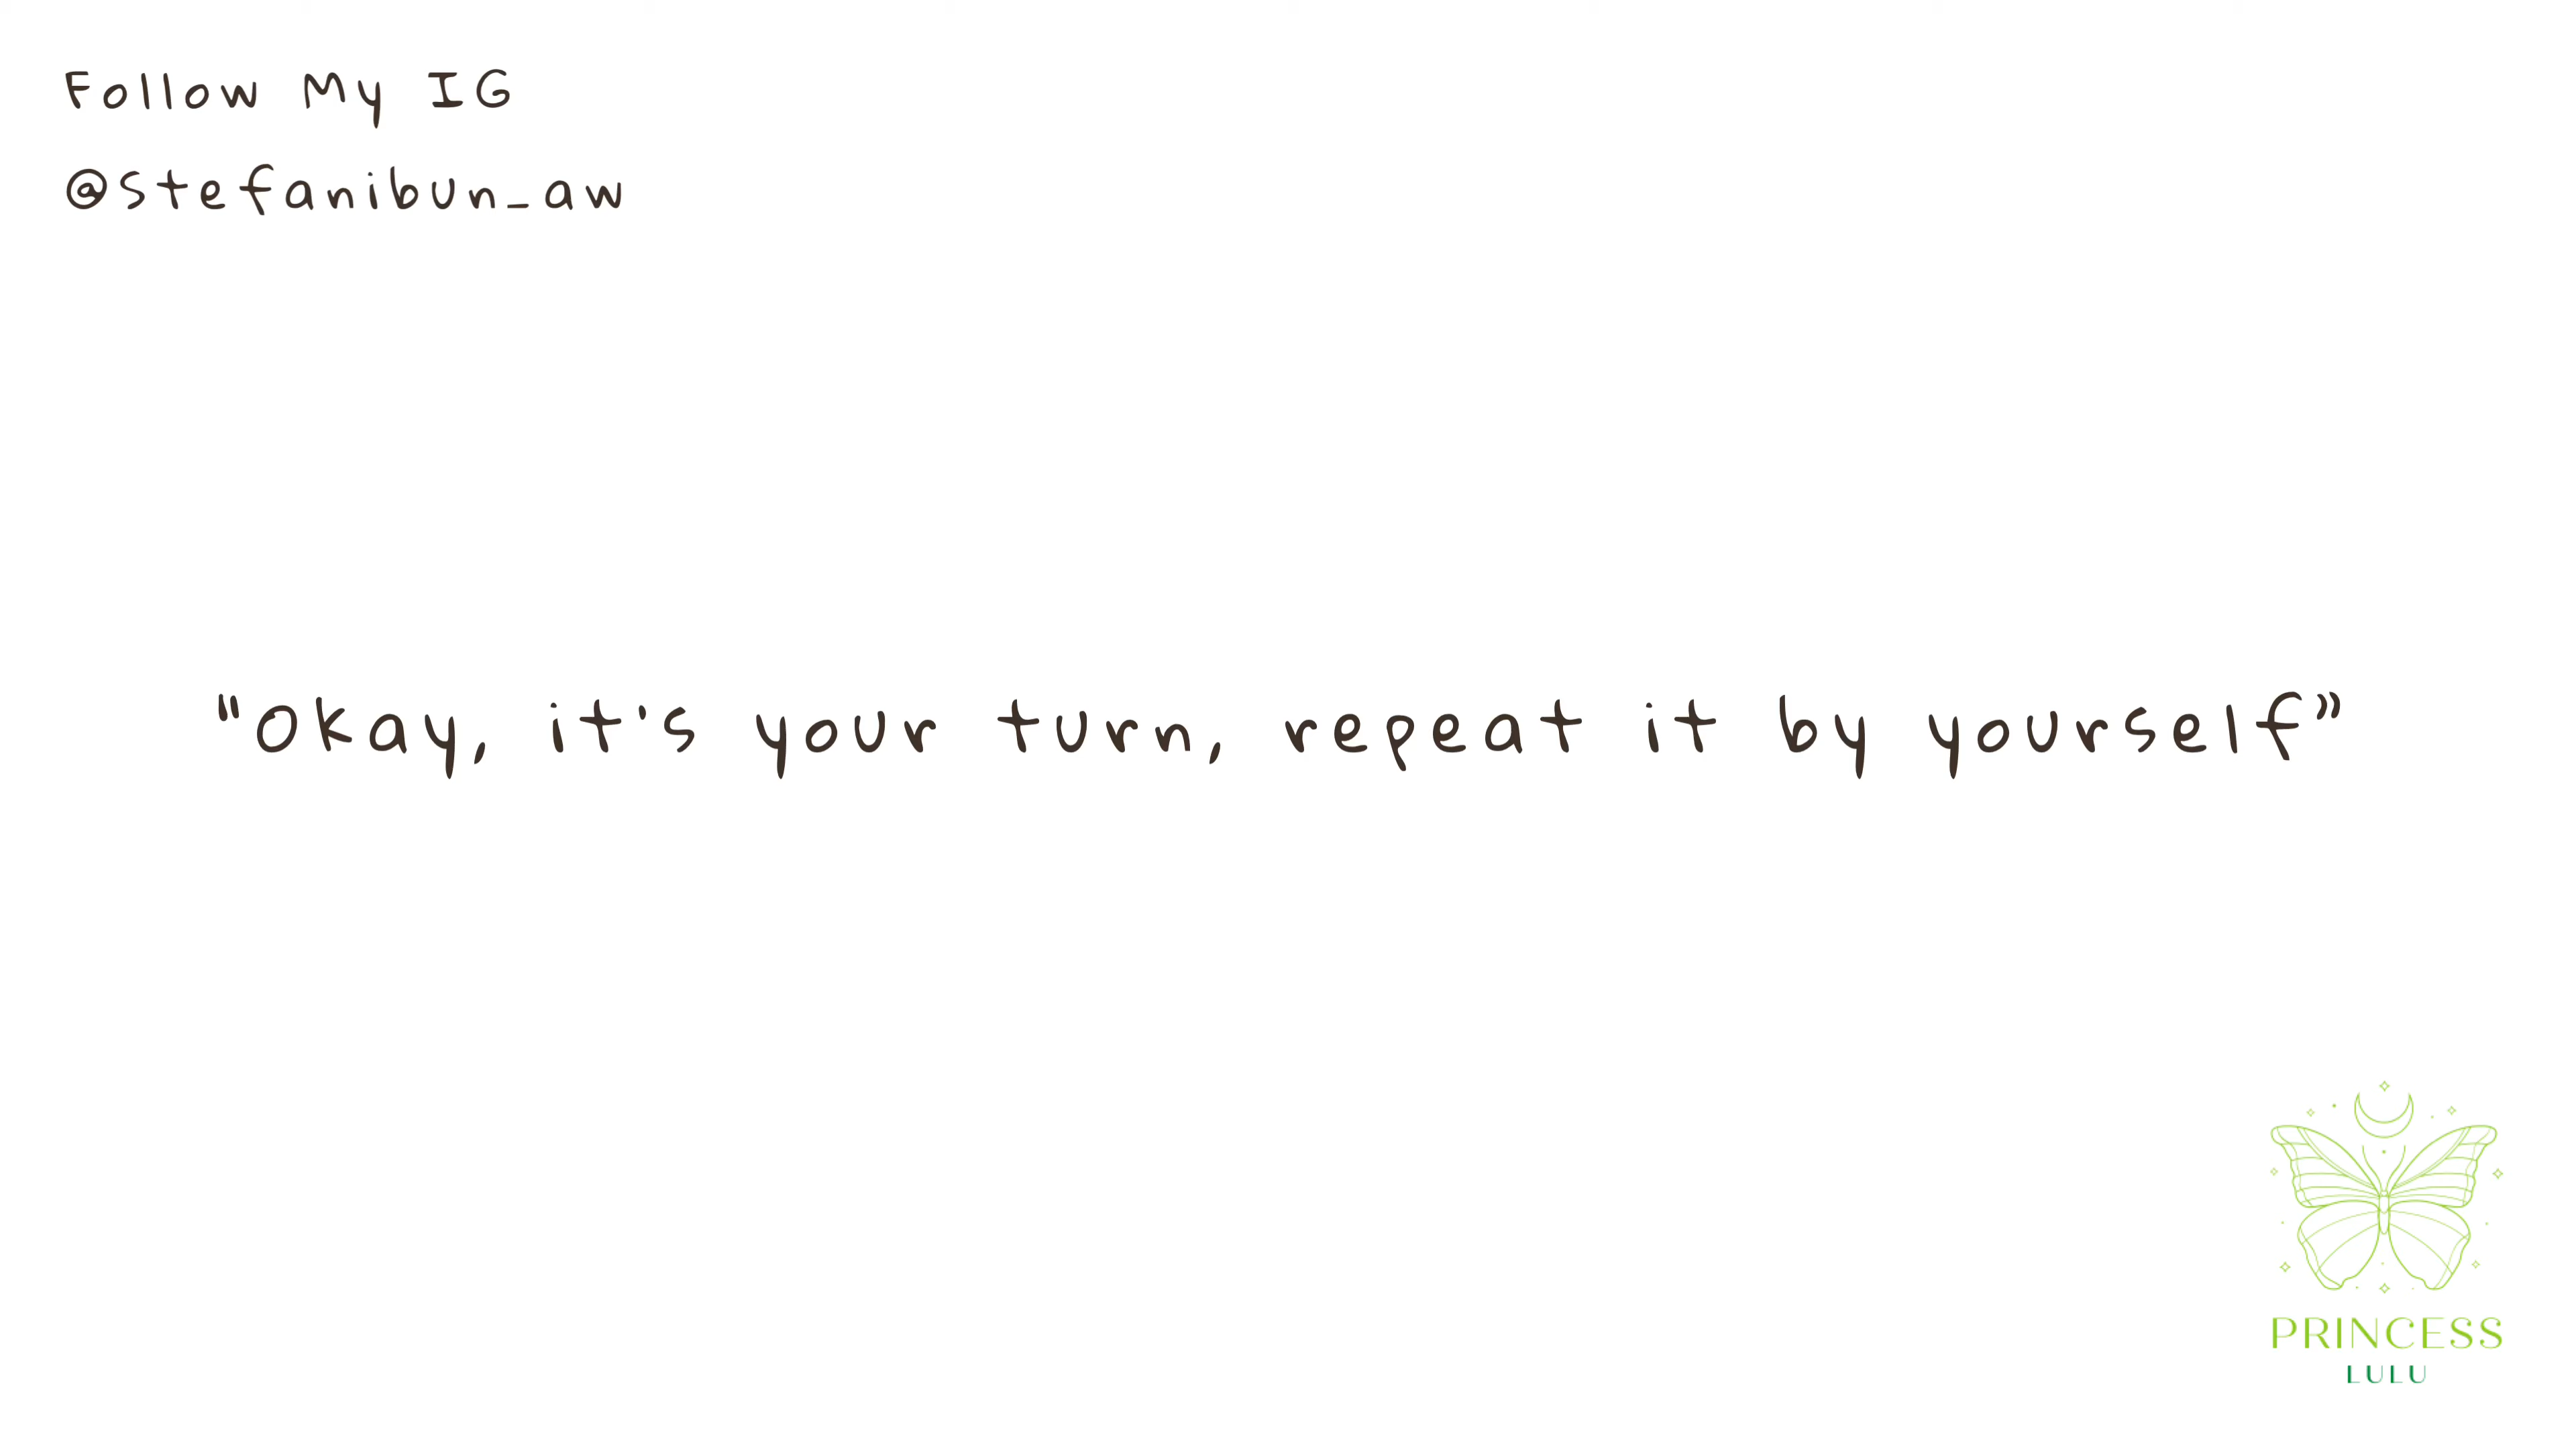 Follow My IG
@stefanibun_aw
"Okay, it's your turn, repeat it by yourself"
PRINCESS
LULU